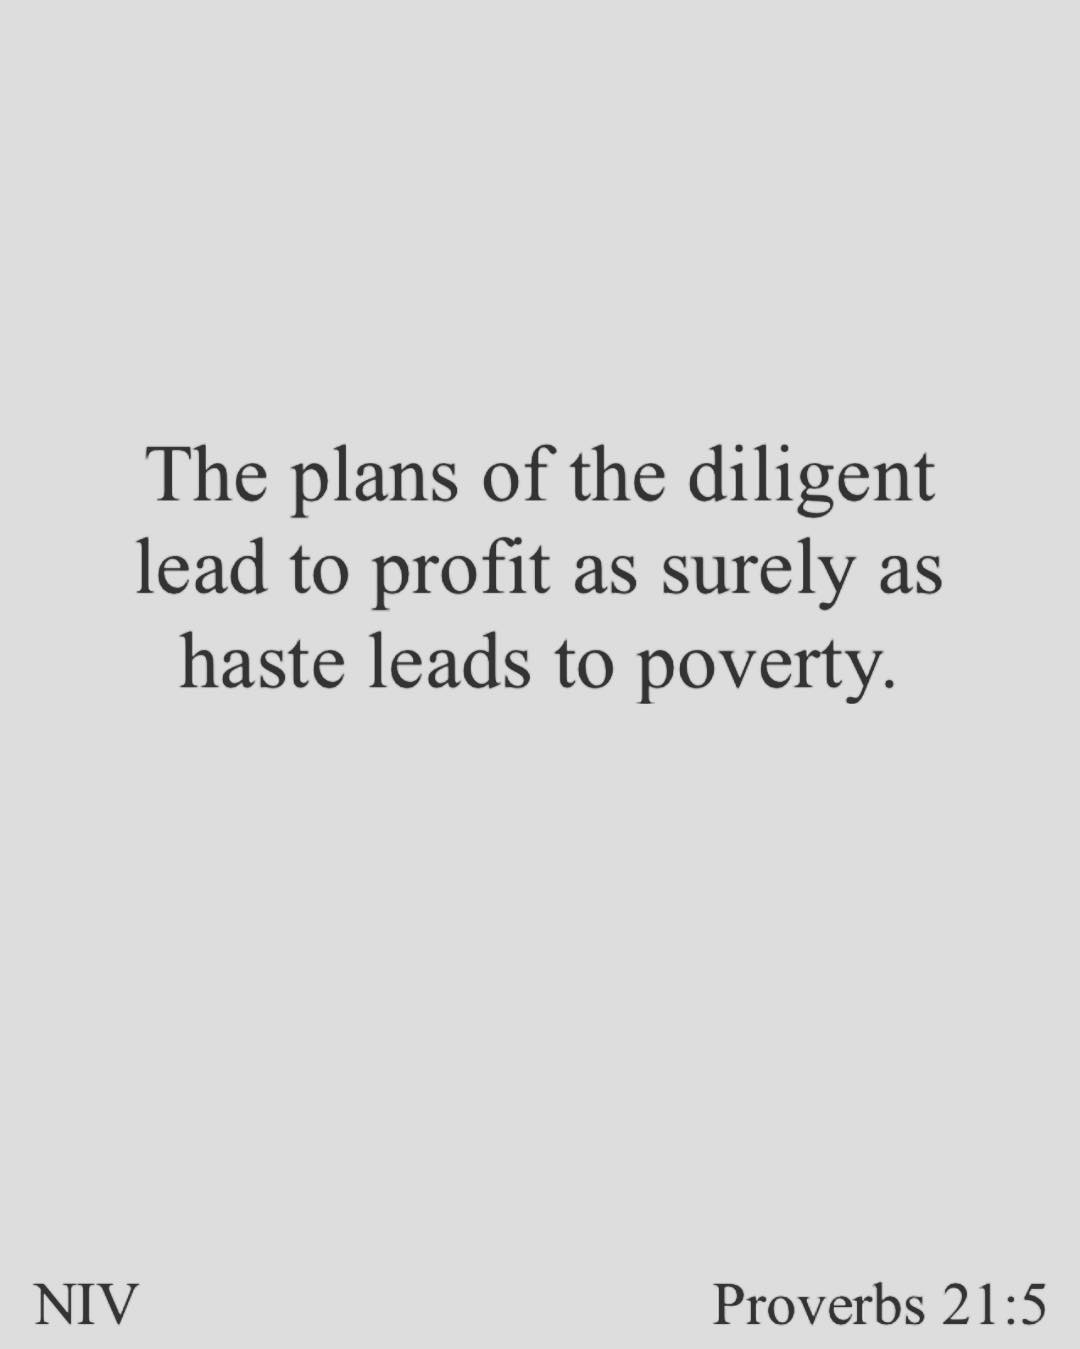 The plans of the diligent
lead to profit as surely as
haste leads to poverty.
NIV
Proverbs 21:5